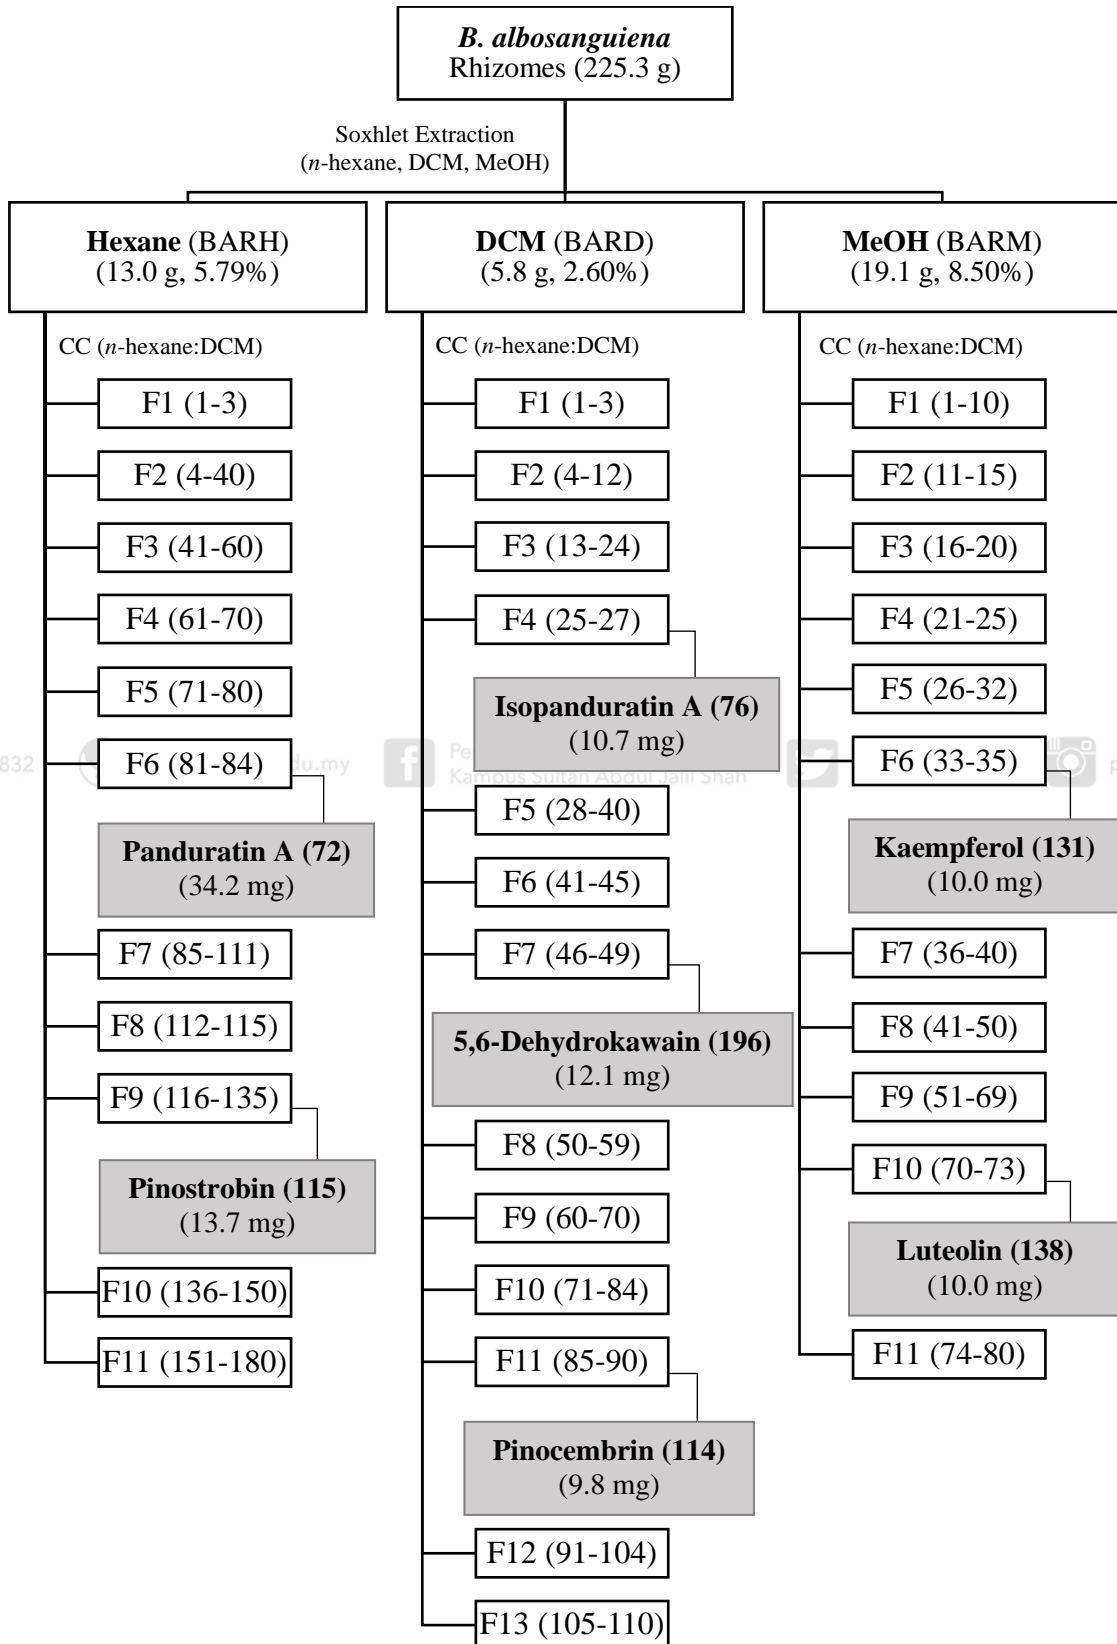 B. albosanguiena
Rhizomes (225.3 g)
Soxhlet Extraction
(n-hexane, DCM, MeOH)
Hexane (BARH)
(13.0 g, 5.79%)
CC (n-hexane:DCM)
F1 (1-3)
F2 (4-40)
F3 (41-60)
F4 (61-70)
F5 (71-80)
F6 (81-84)
Panduratin A (72)
(34.2 mg)
F7 (85-111)
F8 (112-115)
F9 (116-135)
Pinostrobin (115)
(13.7 mg)
F10 (136-150)
F11 (151-180)
DCM (BARD)
(5.8 g, 2.60%)
CC (n-hexane:DCM)
F1 (1-3)
F2 (4-12)
F3 (13-24)
F4 (25-27)
Isopanduratin A (76)
(10.7 mg)
F5 (28-40)
F6 (41-45)
F7 (46-49)
5,6-Dehydrokawain (196)
(12.1 mg)
F8 (50-59)
F9 (60-70)
F10 (71-84)
F11 (85-90)
Pinocembrin (114)
(9.8 mg)
F12 (91-104)
F13 (105-110)
MeOH (BARM)
(19.1 g, 8.50%)
CC (n-hexane:DCM)
F1 (1-10)
F2 (11-15)
F3 (16-20)
F4 (21-25)
F5 (26-32)
F6 (33-35)
Kaempferol (131)
(10.0 mg)
F7 (36-40)
F8 (41-50)
F9 (51-69)
F10 (70-73)
Luteolin (138)
(10.0 mg)
F11 (74-80)
832
du.my
Kampus Sultan Abdul Jalil Shah